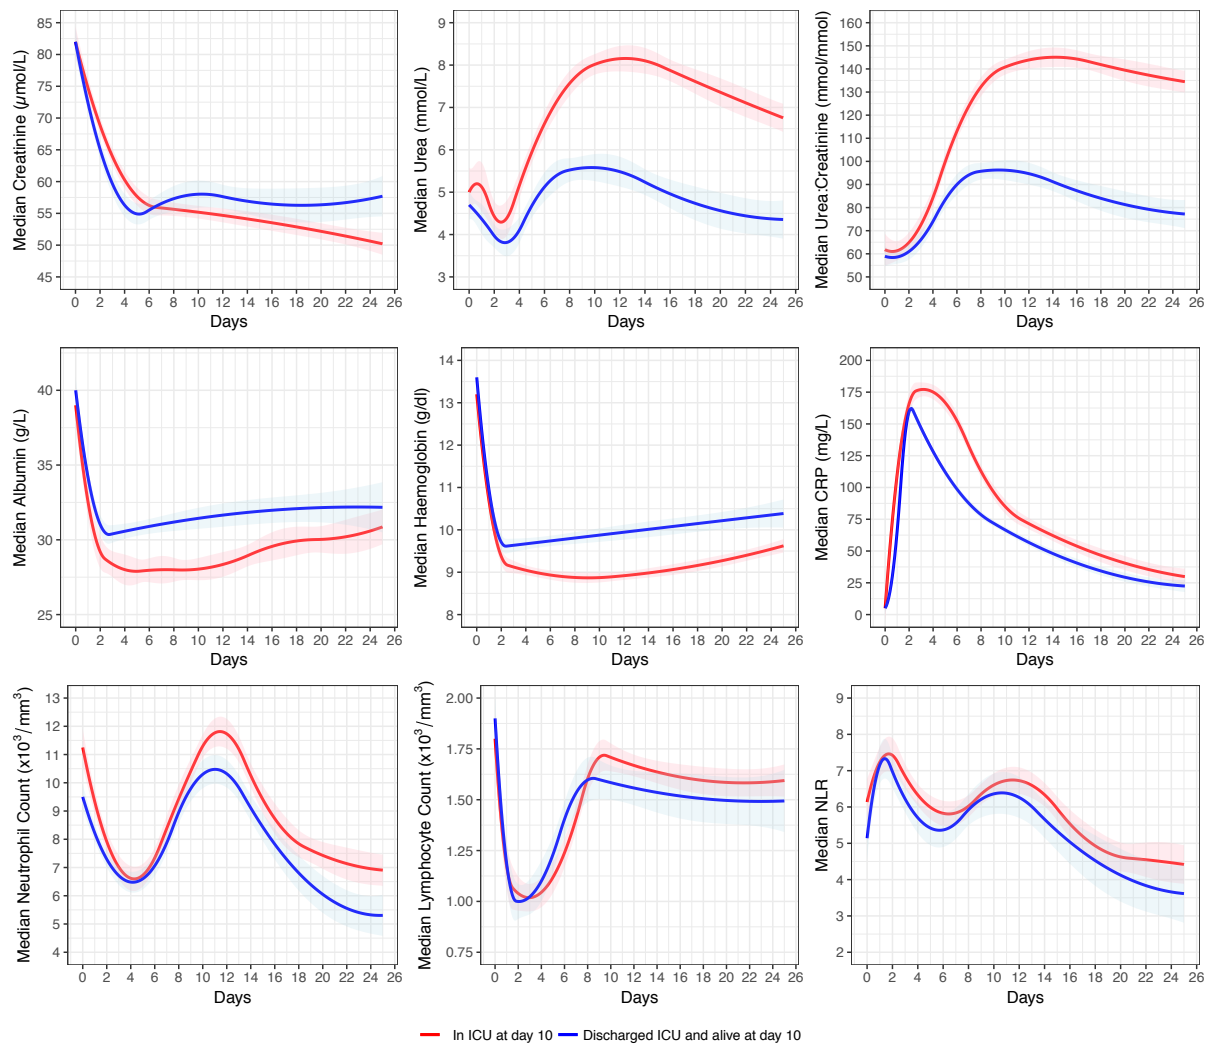 Median Creatinine (µmol/L)
85
80
75
70
65
60
55
50
45
0 2 4 6 8 10 12 14 16 18 20 22 24 26
Days
Median Urea (mmol/L)
9
8
7
6
5
4
3
0 2 4 6 8 10 12 14 16 18 20 22 24 26
Days
Median Urea:Creatinine (mmol/mmol)
160
150
140
130
120
110
100
90
80
70
60
50
0 2 4 6 8 10 12 14 16 18 20 22 24 26
Days
Median Albumin (g/L)
40
35
30
25
0 2 4 6 8 10 12 14 16 18 20 22 24 26
Days
Median Haemoglobin (g/dl)
14
13
12
11
10
9
8
0 2 4 6 8 10 12 14 16 18 20 22 24 26
Days
Median CRP (mg/L)
200
175
150
125
100
75
50
25
0
0 2 4 6 8 10 12 14 16 18 20 22 24 26
Days
Median Neutrophil Count (x10³/mm³)
13
12
11
10
9
8
7
6
5
4
0 2 4 6 8 10 12 14 16 18 20 22 24 26
Days
Median Lymphocyte Count (x10³/mm³)
2.00
1.75
1.50
1.25
1.00
0.75
0 2 4 6 8 10 12 14 16 18 20 22 24 26
Days
Median NLR
9
8
7
6
5
4
3
2
0 2 4 6 8 10 12 14 16 18 20 22 24 26
Days
In ICU at day 10 Discharged ICU and alive at day 10